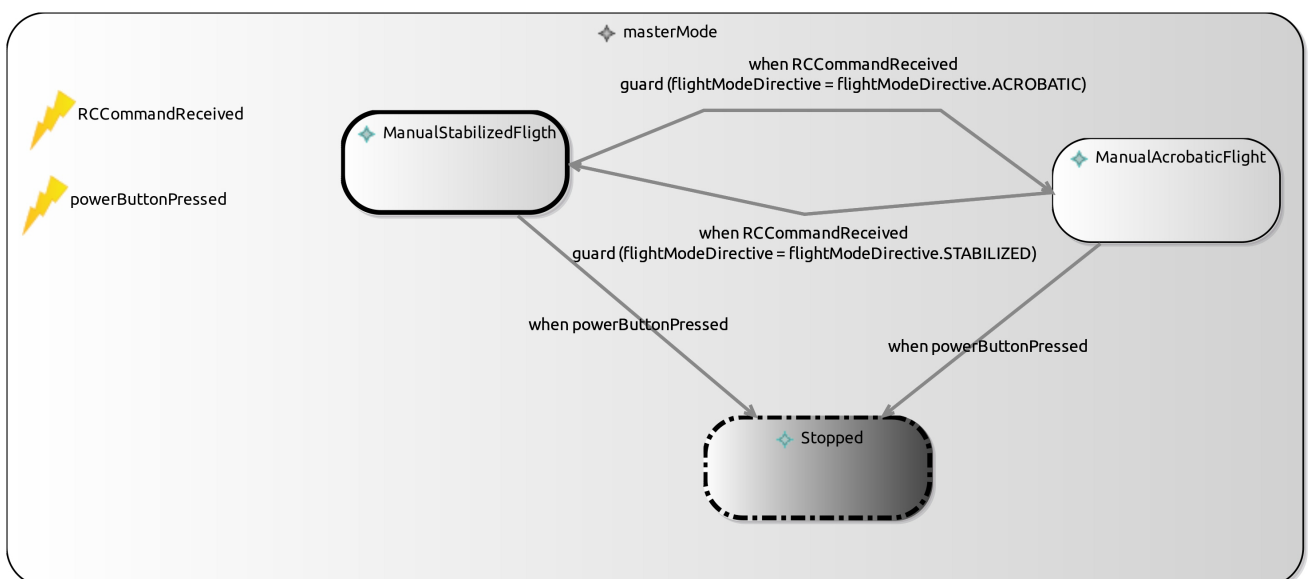 masterMode
when RCCommandReceived
guard (flightModeDirective = flightModeDirective.ACROBATIC)
RCCommandReceived
ManualStabilizedFligth
ManualAcrobaticFlight
powerButtonPressed
when RCCommandReceived
guard (flightModeDirective = flightModeDirective.STABILIZED)
when powerButtonPressed
when powerButtonPressed
Stopped